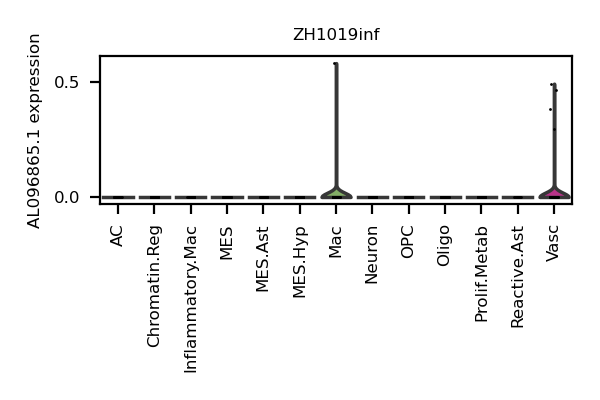 ZH1019inf
AL096865.1 expression
0.5
0.0
AC
Chromatin.Reg
Inflammatory.Mac
MES
MES.Ast
MES.Hyp
Mac
Neuron
OPC
Oligo
Prolif.Metab
Reactive.Ast
Vasc